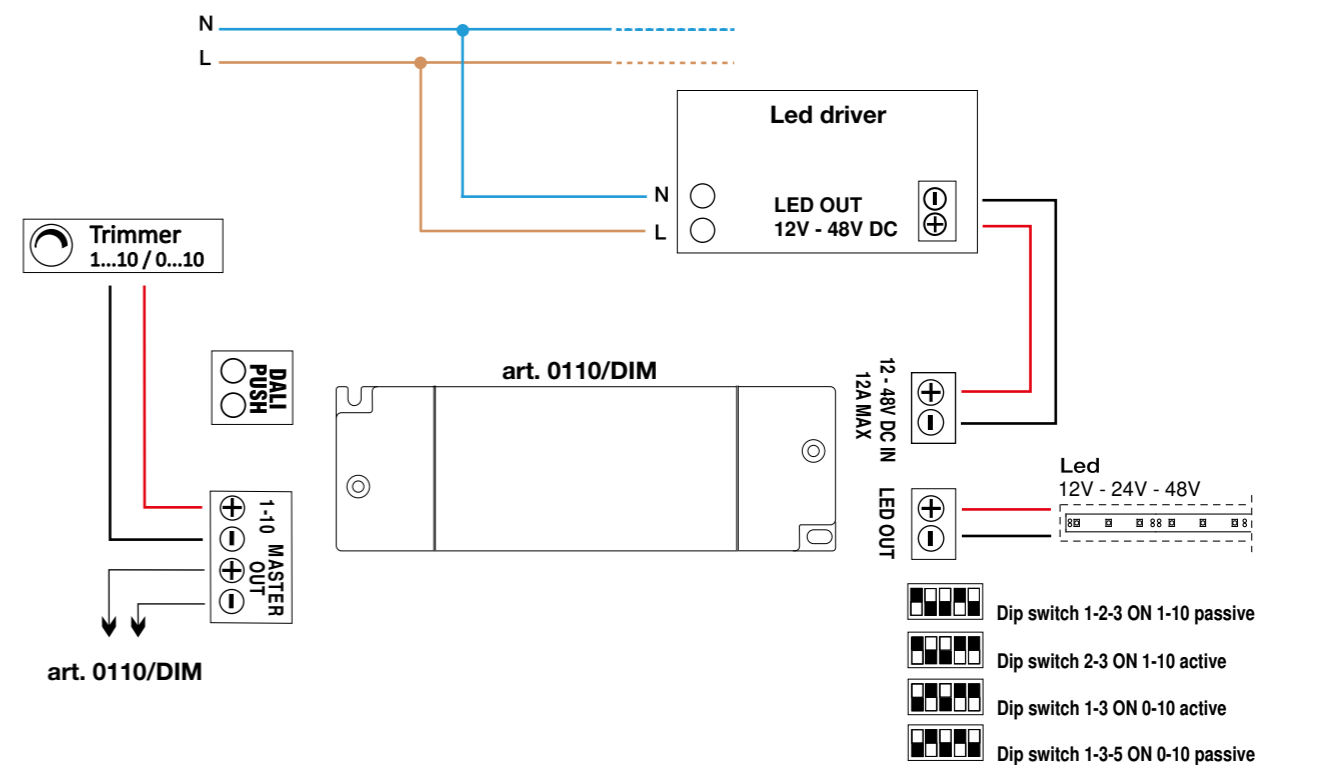 N
L
Led driver
N
L
LED OUT
12V - 48V DC
Trimmer
1...10 / 0...10
DALI
PUSH
art. 0110/DIM
12 - 48V DC IN
12A MAX
Led
12V - 24V - 48V
LED OUT
1-10
MASTER
OUT
art. 0110/DIM
Dip switch 1-2-3 ON 1-10 passive
Dip switch 2-3 ON 1-10 active
Dip switch 1-3 ON 0-10 active
Dip switch 1-3-5 ON 0-10 passive